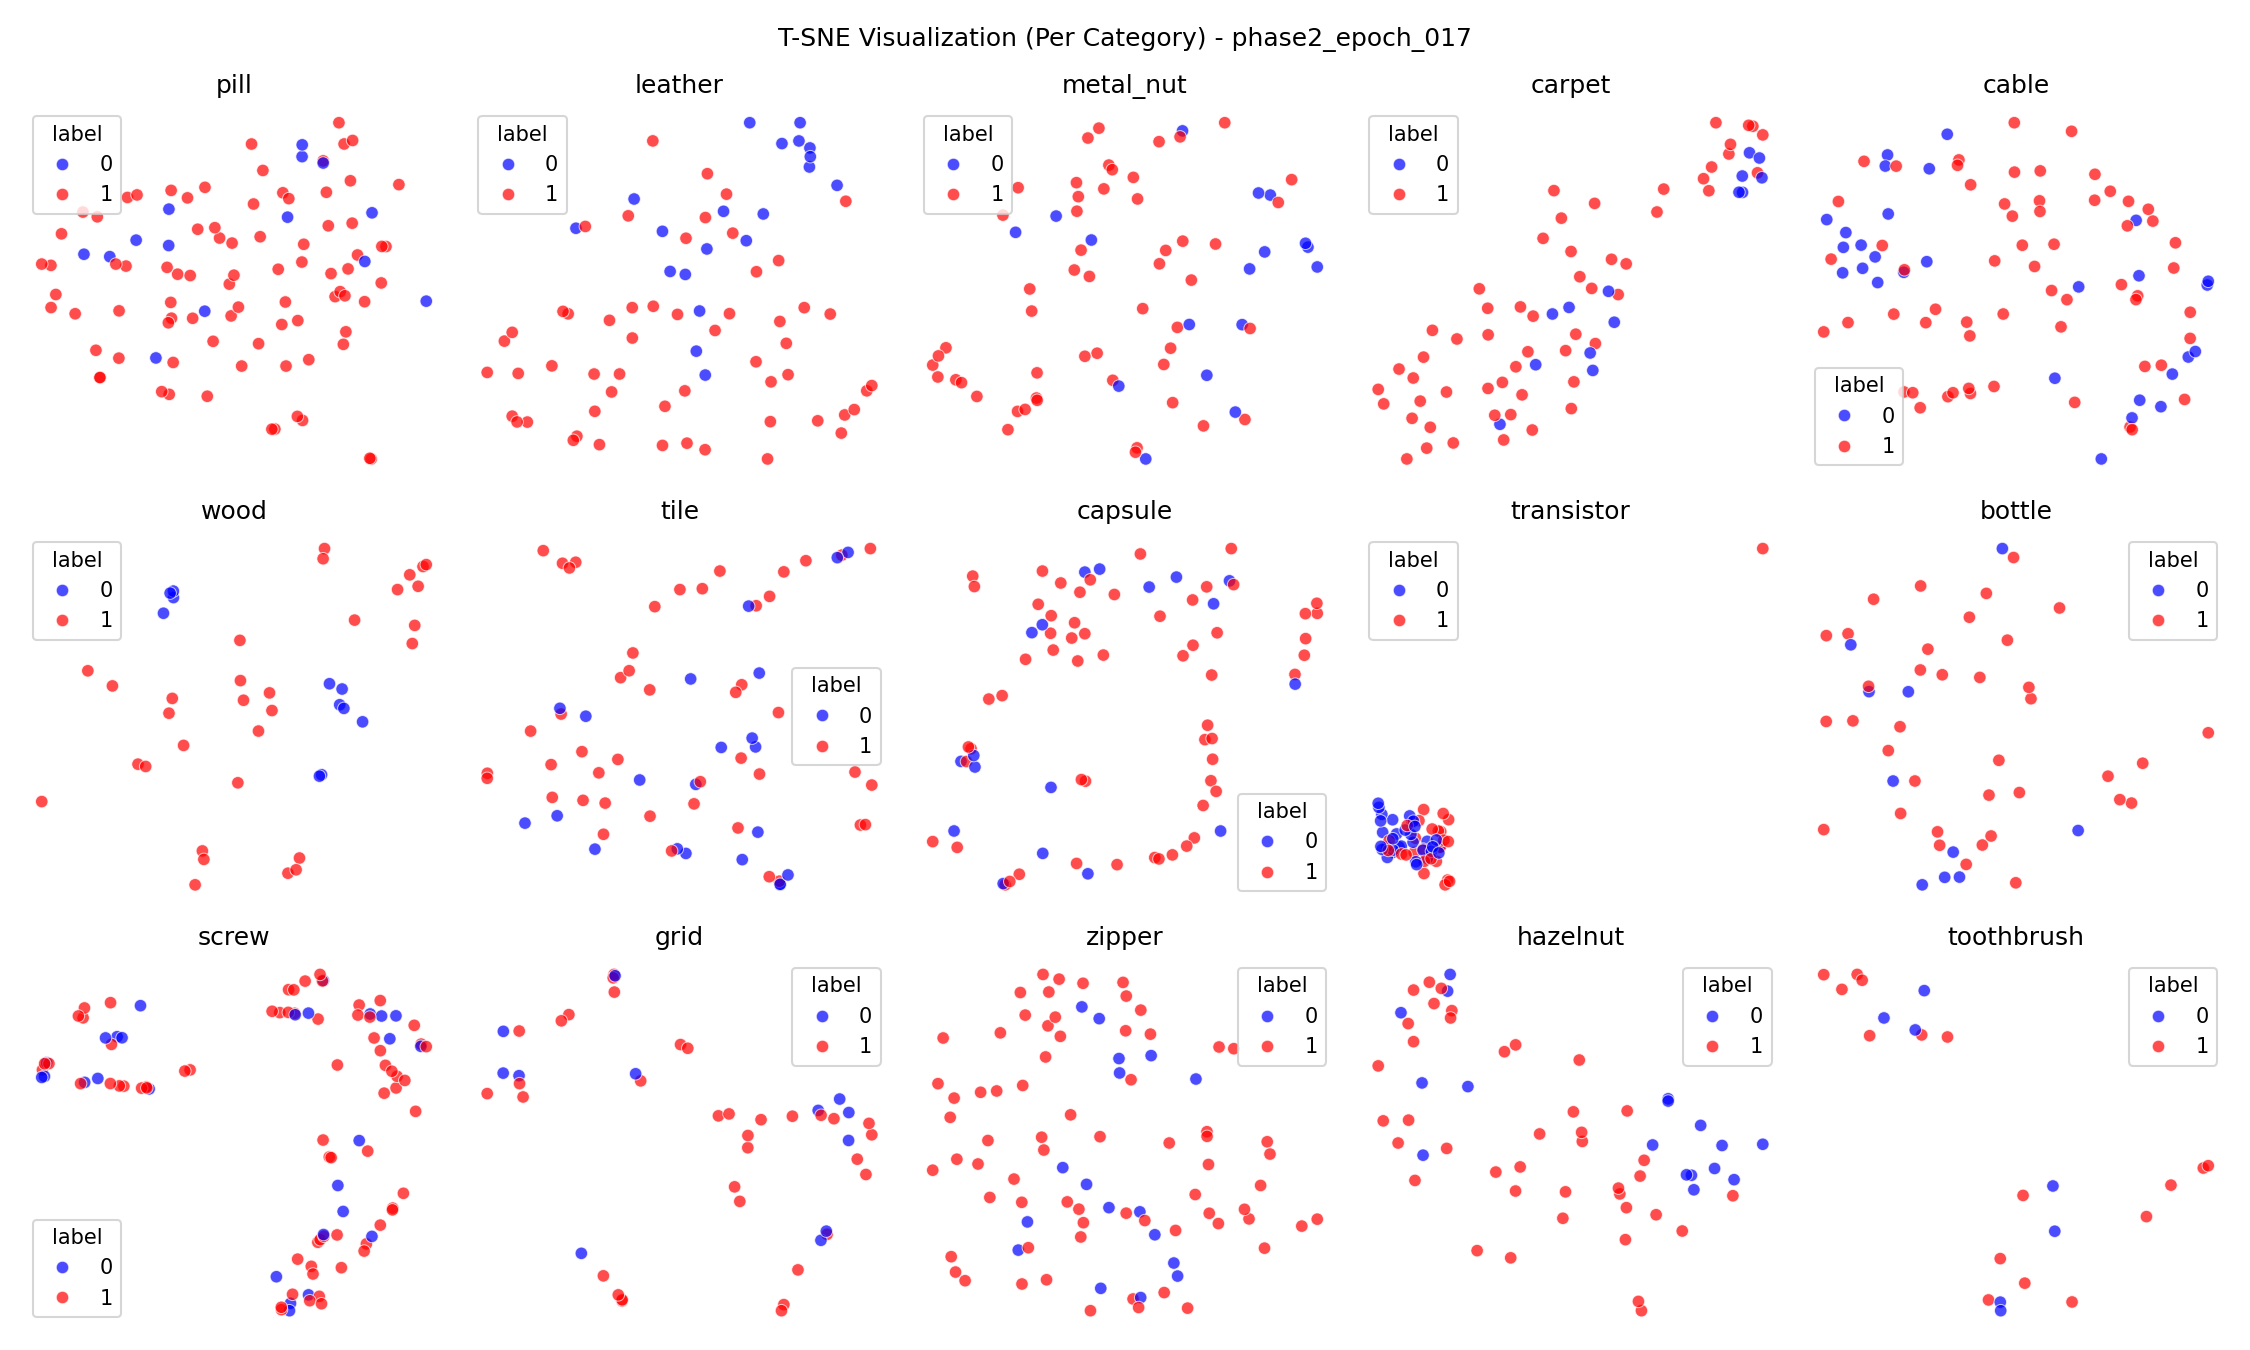 T-SNE Visualization (Per Category) - phase2_epoch_017
pill
label
0
1
leather
label
0
1
metal_nut
label
0
1
carpet
label
0
1
cable
label
0
1
wood
label
0
1
tile
label
0
1
capsule
label
0
1
transistor
label
0
1
bottle
label
0
1
screw
label
0
1
grid
label
0
1
zipper
label
0
1
hazelnut
label
0
1
toothbrush
label
0
1